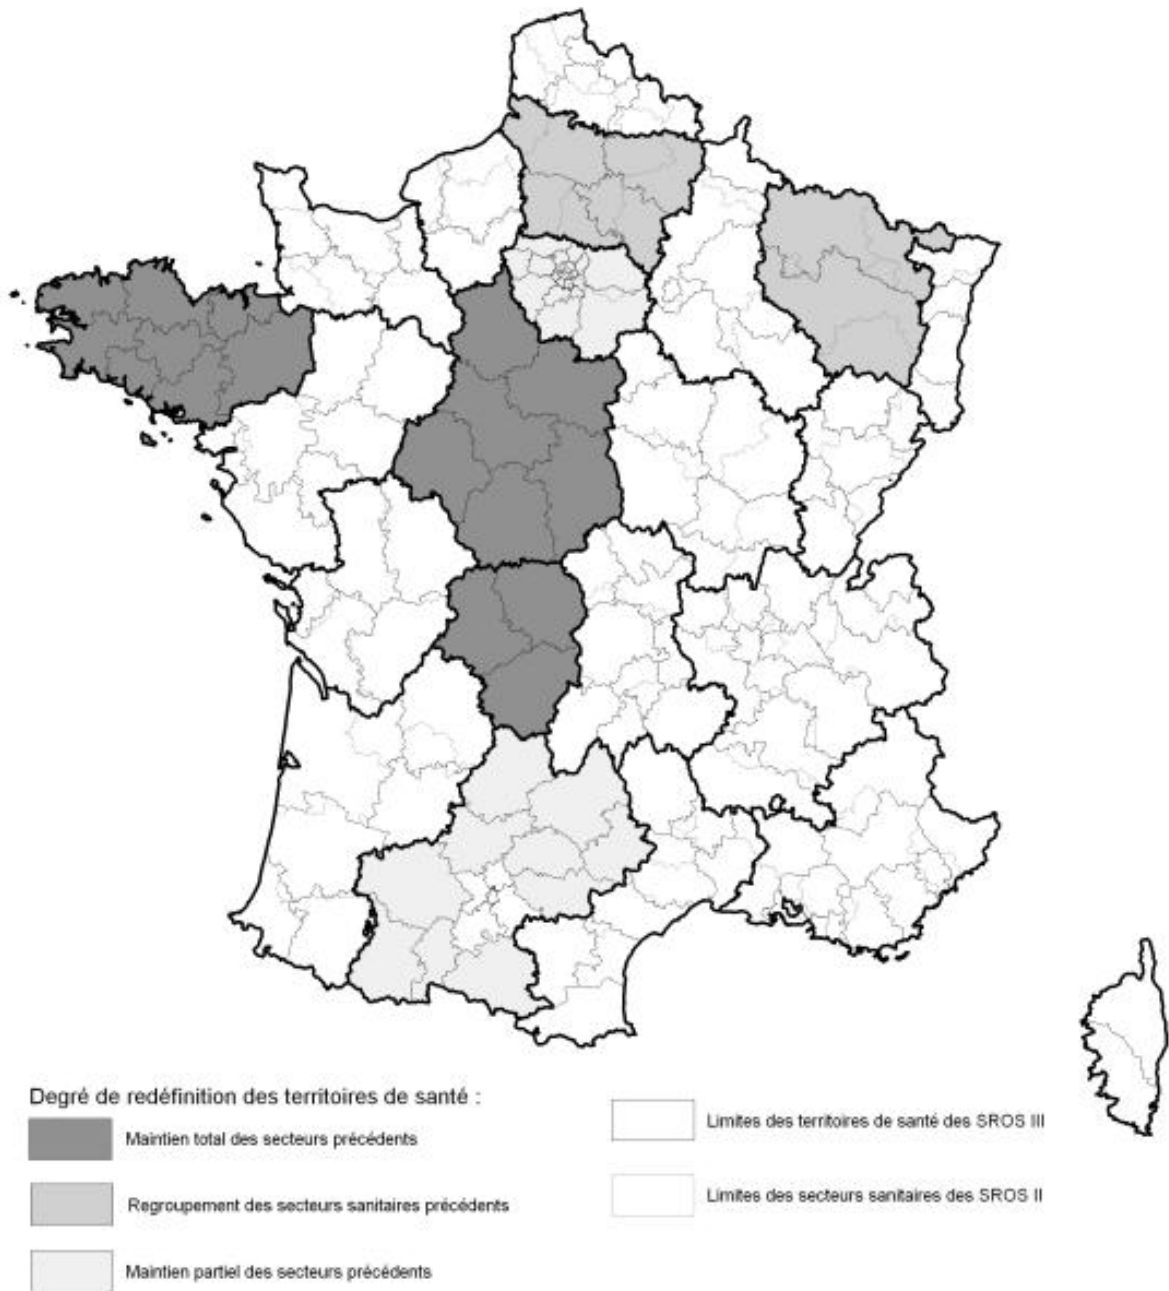 Degré de redéfinition des territoires de santé :
Maintien total des secteurs précédents
Regroupement des secteurs sanitaires précédents
Maintien partiel des secteurs précédents
Limites des territoires de santé des SROS III
Limites des secteurs sanitaires des SROS II